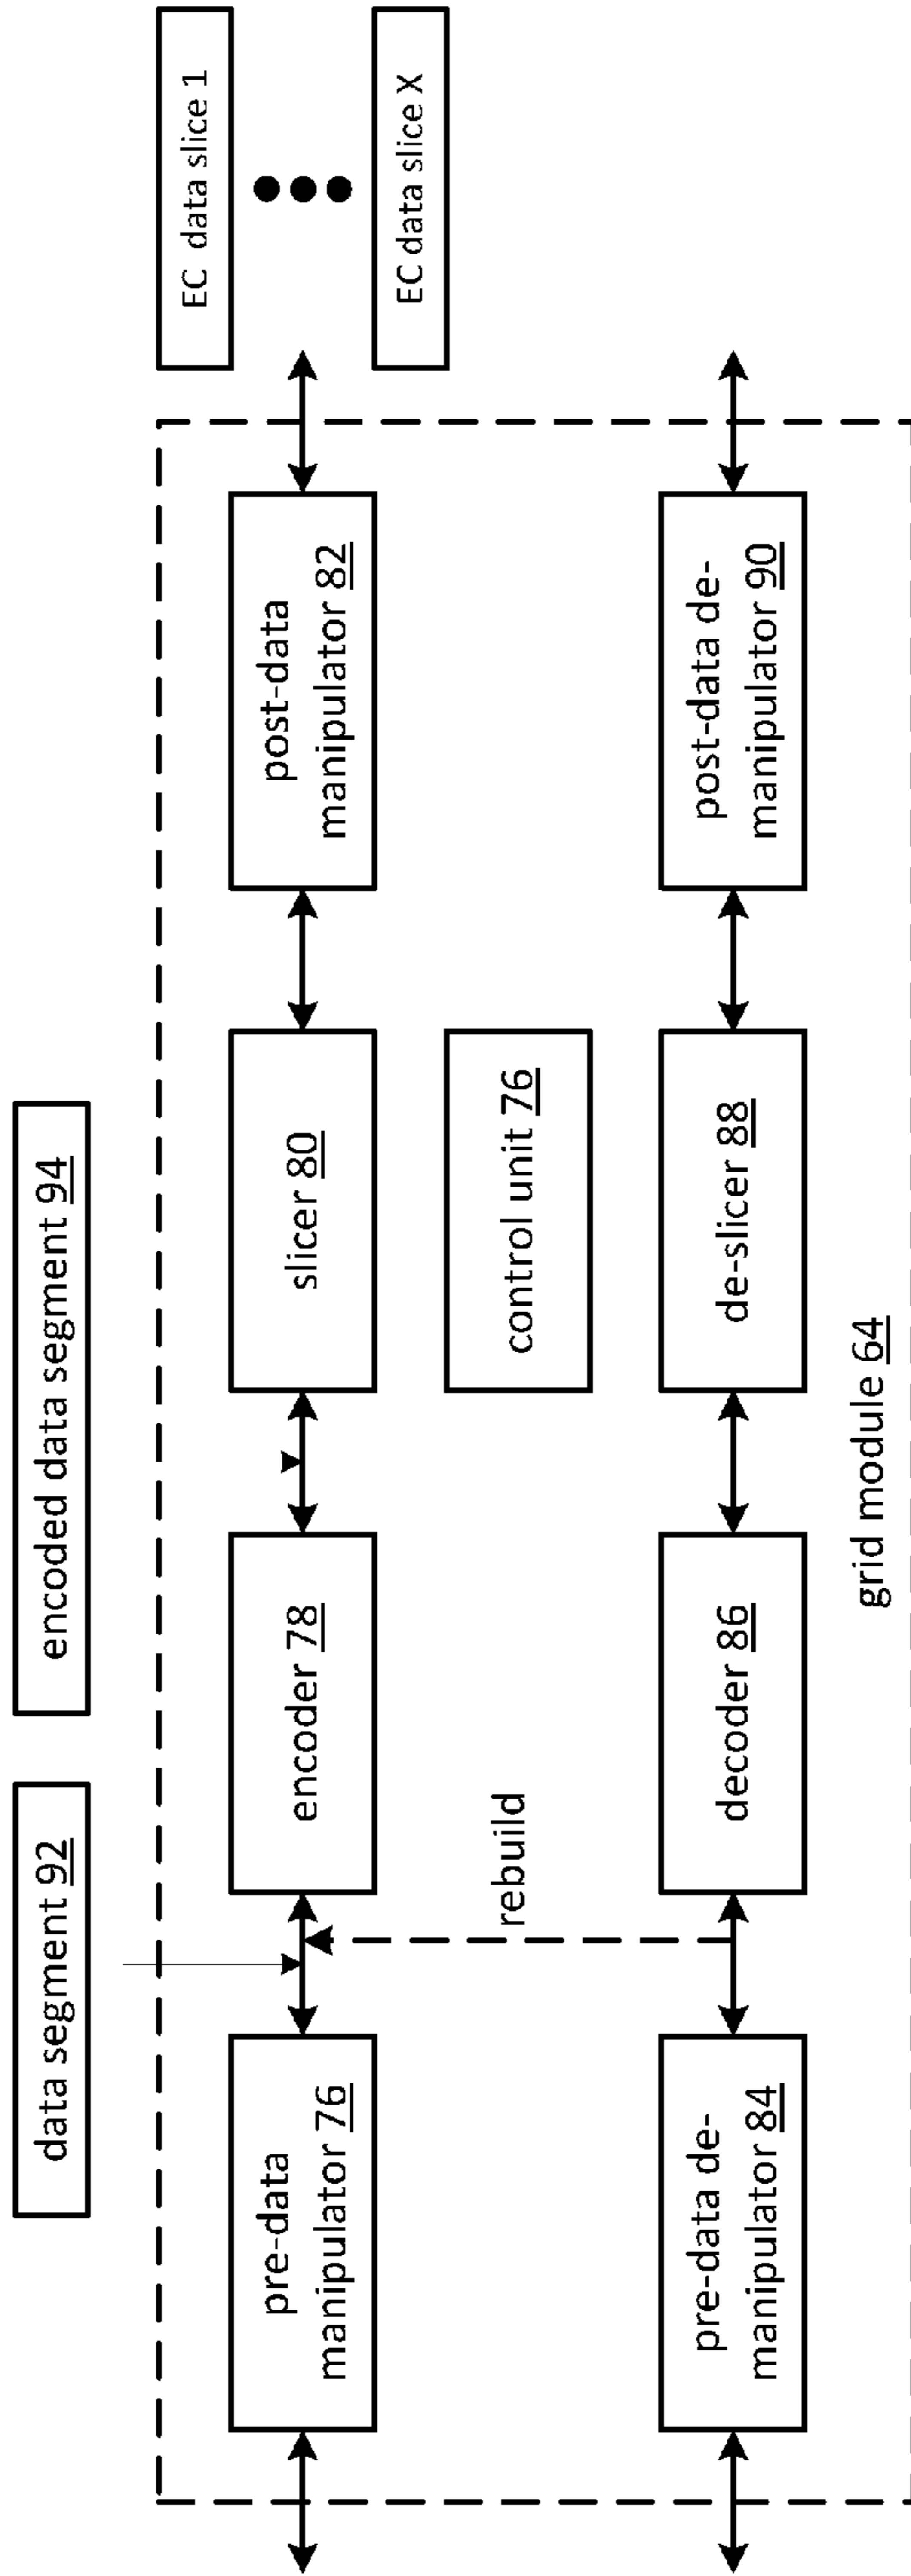 data segment 92
encoded data segment 94
EC data slice 1
EC data slice X
pre-data
manipulator 76
encoder 78
slicer 80
post-data
manipulator 82
rebuild
control unit 76
pre-data de-
manipulator 84
decoder 86
de-slicer 88
post-data de-
manipulator 90
grid module 64